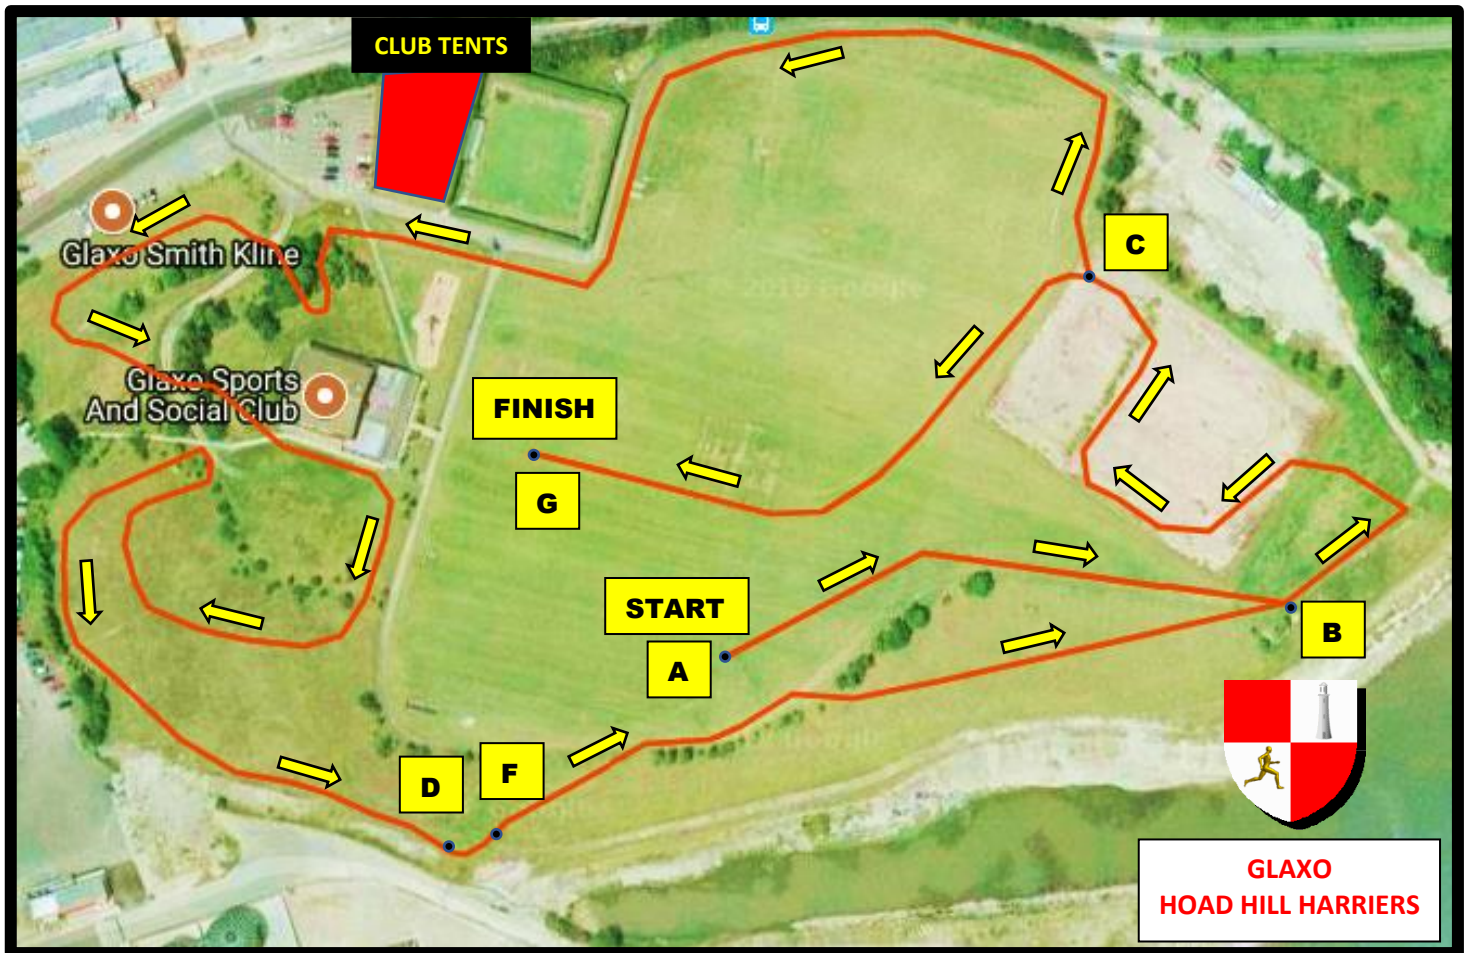 CLUB TENTS
Glaxo Smith Kline
C
Glaxo Sports
And Social Club
FINISH
G
START
A
B
D
F
GLAXO
HOAD HILL HARRIERS